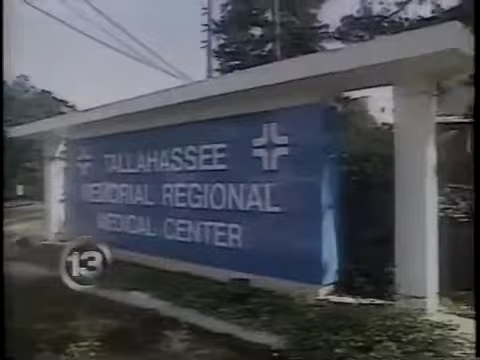 TALLAHASSEE
MEMORIAL REGIONAL
MEDICAL CENTER
13